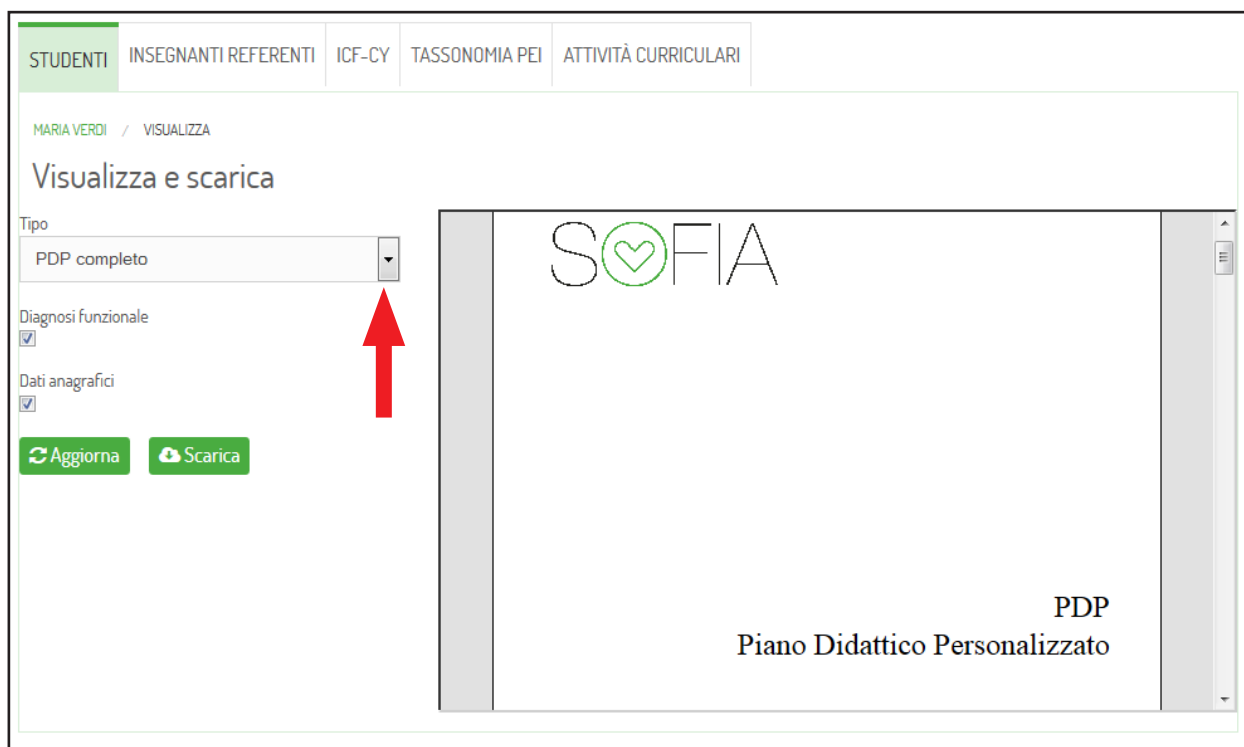 STUDENTI INSEGNANTI REFERENTI ICF-CY TASSONOMIA PEI ATTIVITÀ CURRICULARI
MARIA VERDI / VISUALIZZA
Visualizza e scarica
Tipo
PDP completo
Diagnosi funzionale
Dati anagrafici
Aggiorna Scarica
SOFIA
PDP
Piano Didattico Personalizzato